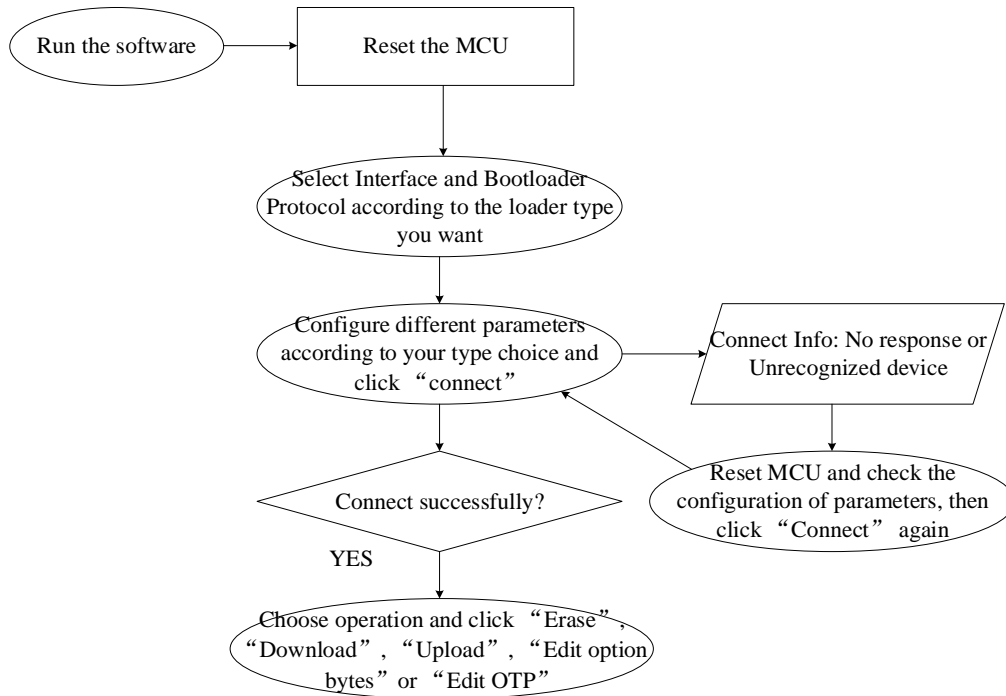 Run the software
Reset the MCU
Select Interface and Bootloader
Protocol according to the loader type
you want
Configure different parameters
according to your type choice and
click “connect”
Connect Info: No response or
Unrecognized device
Reset MCU and check the
configuration of parameters, then
click “Connect” again
Connect successfully?
YES
Choose operation and click “Erase”,
“Download”, “Upload”, “Edit option
bytes” or “Edit OTP”